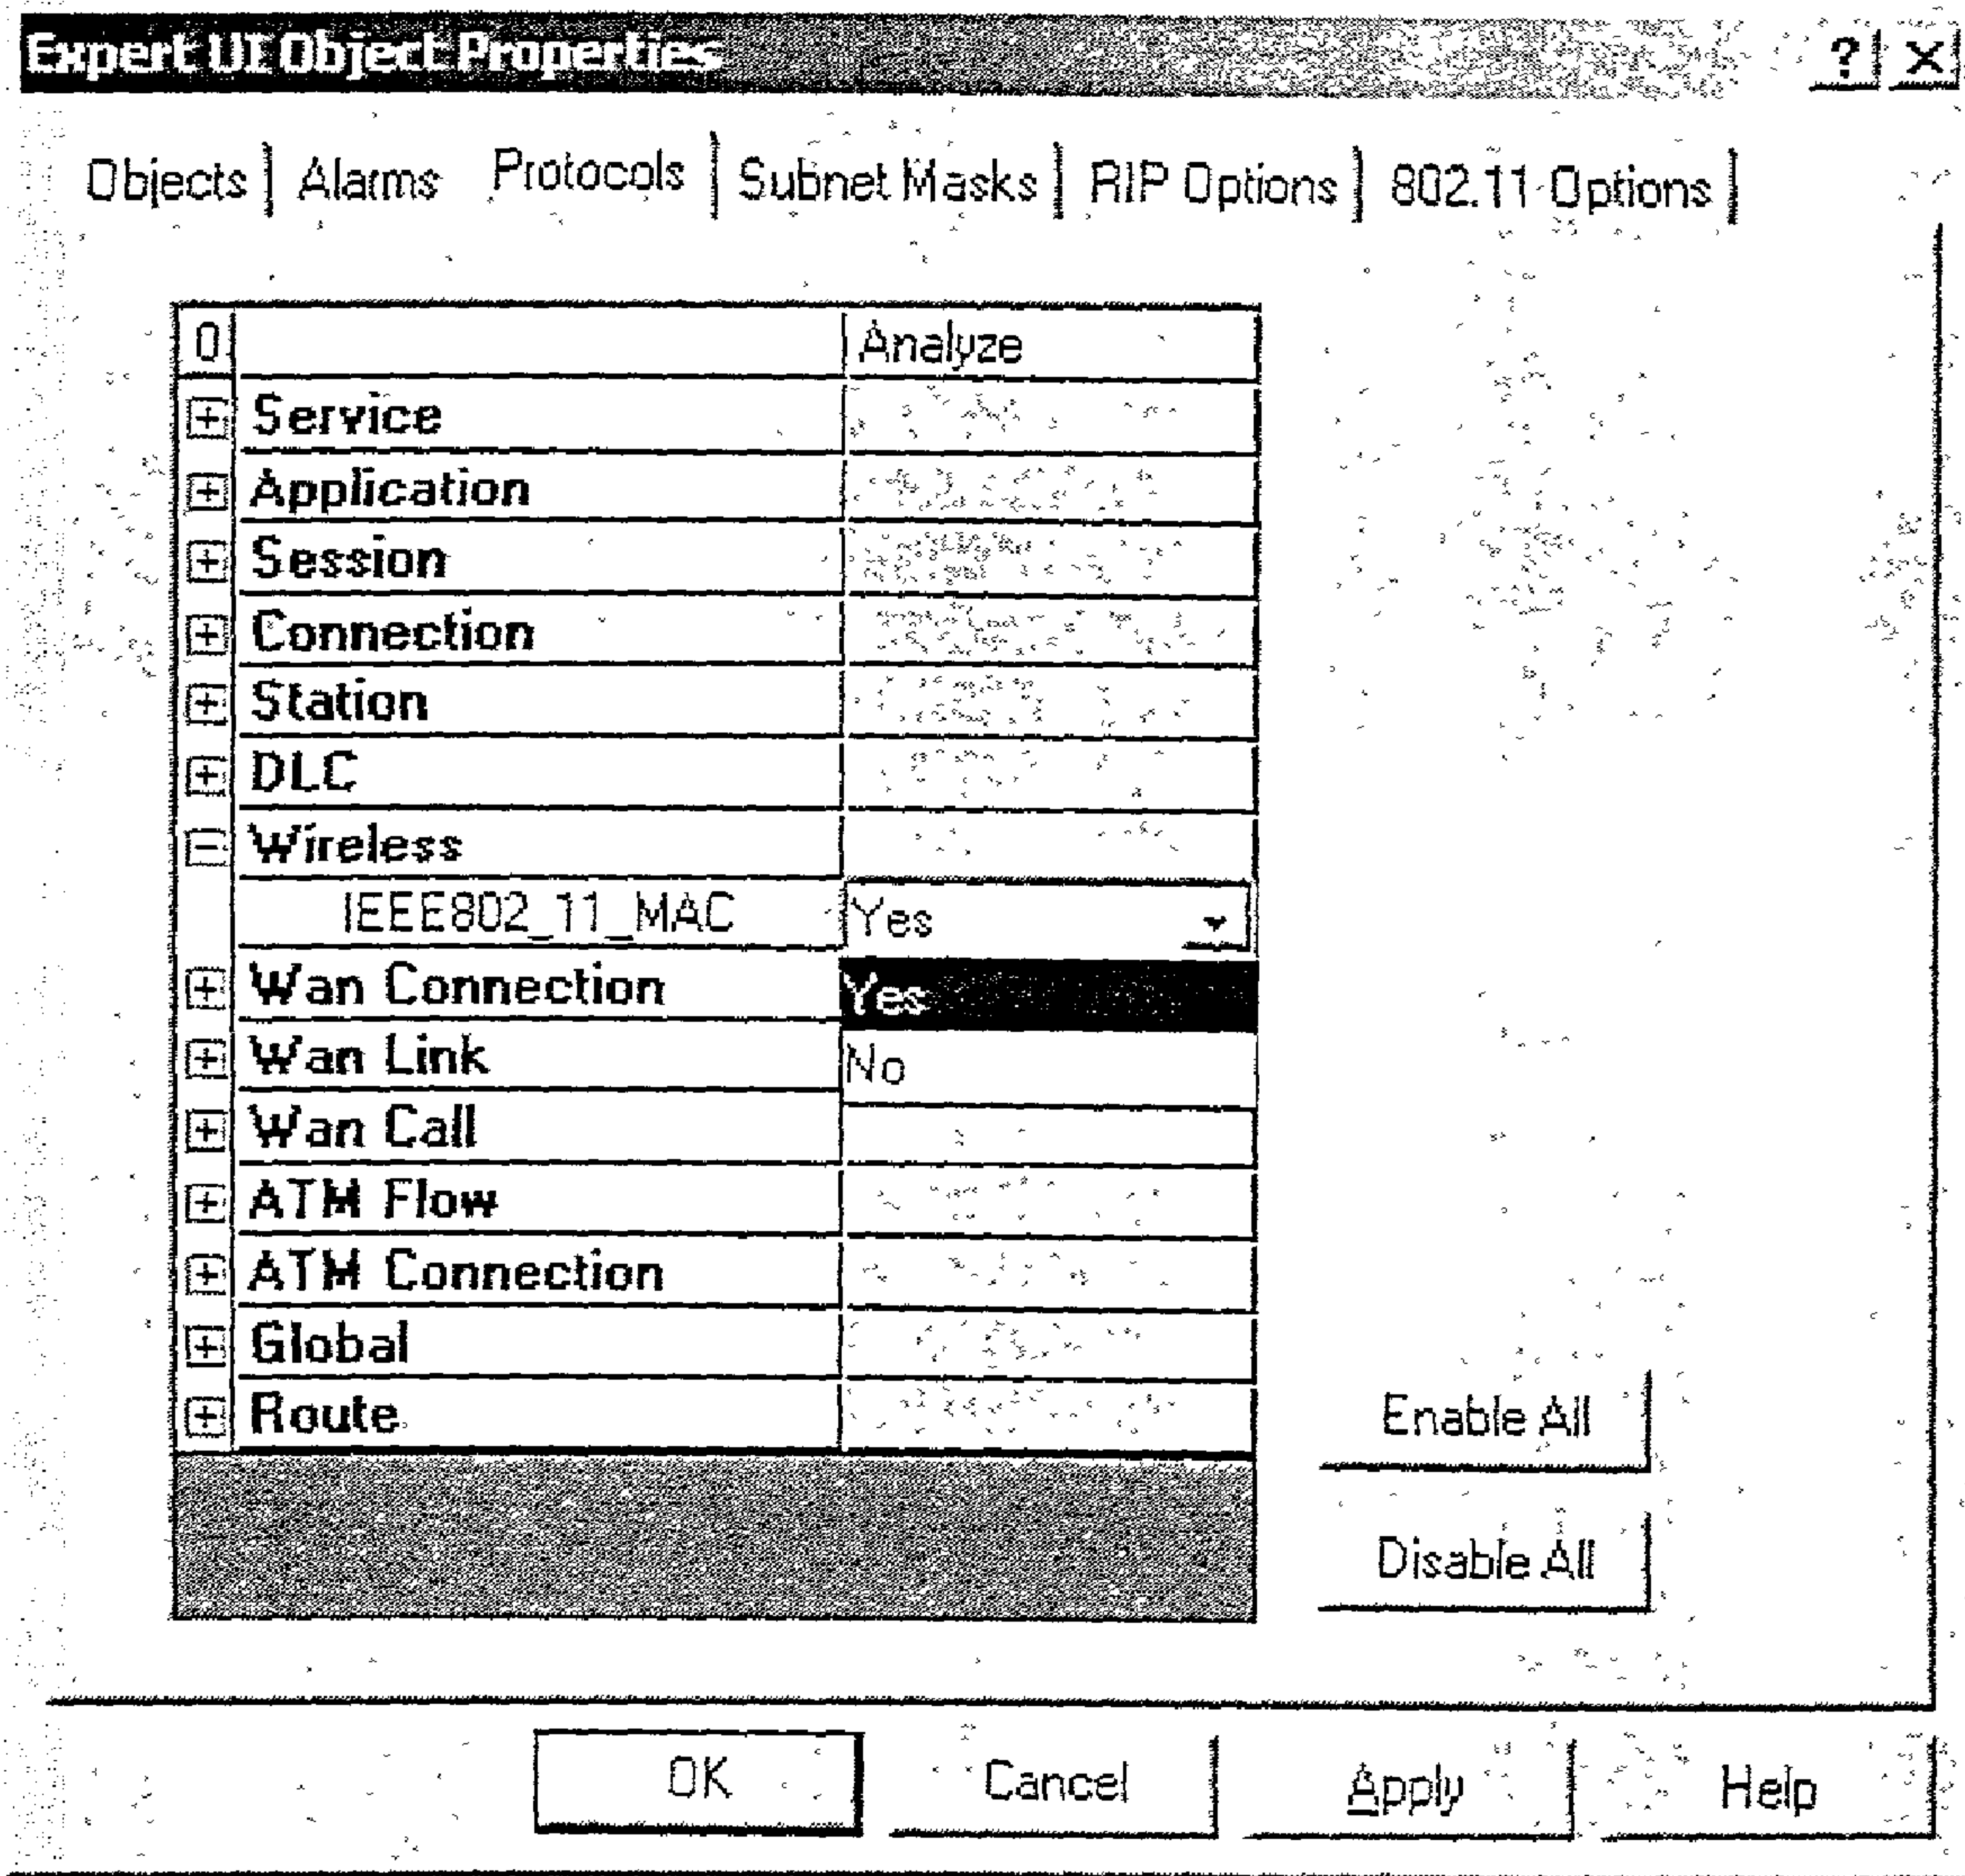 Expert UI Object Properties ? X
Objects Alarms Protocols Subnet Masks RIP Options 802.11 Options
0 Analyze
Service
Application
Session
Connection
Station
DLC
Wireless
IEEE802_11_MAC Yes
Wan Connection Yes
Wan Link No
Wan Call
ATM Flow
ATM Connection
Global
Route
Enable All
Disable All
OK Cancel Apply Help